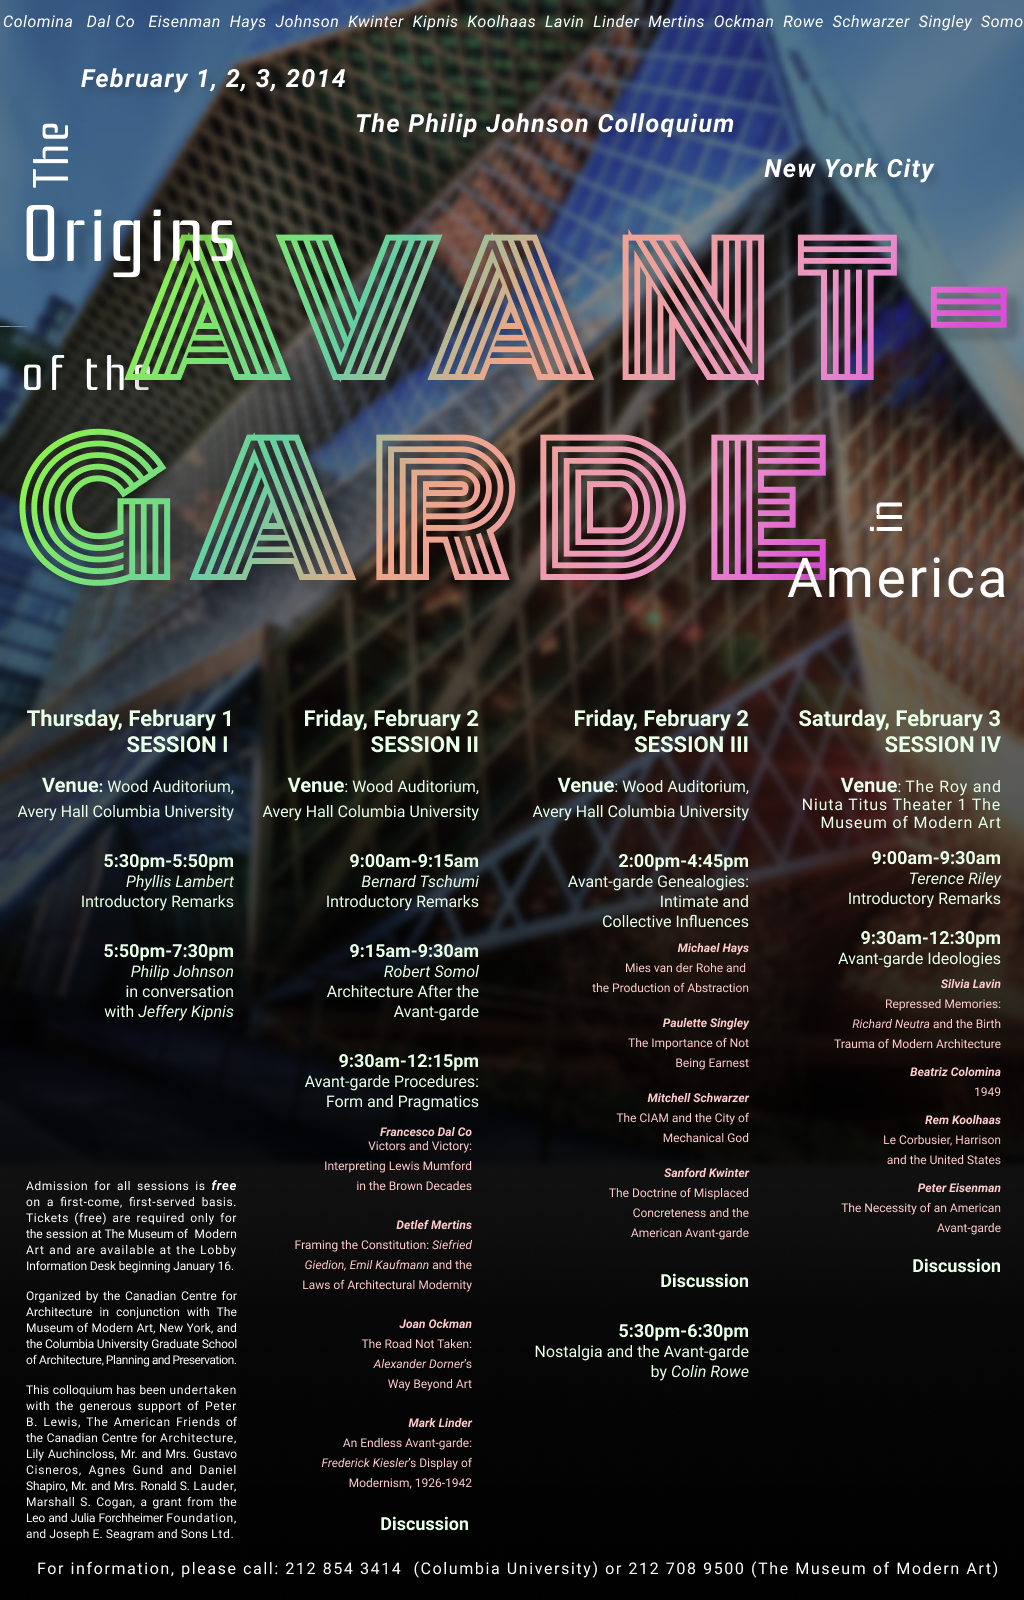 Colomina Dal Co Eisenman Hays Johnson Kwinter Kipnis Koolhaas Lavin Linder Mertins Ockman Rowe Schwarzer Singley Somo
February 1, 2, 3, 2014
The Philip Johnson Colloquium
New York City
The
Origins
of the
AVANT-
GARDE
in
America
Thursday, February 1
SESSION I
Venue: Wood Auditorium,
Avery Hall Columbia University
5:30pm-5:50pm
Phyllis Lambert
Introductory Remarks
5:50pm-7:30pm
Philip Johnson
in conversation
with Jeffery Kipnis
Friday, February 2
SESSION II
Venue: Wood Auditorium,
Avery Hall Columbia University
9:00am-9:15am
Bernard Tschumi
Introductory Remarks
9:15am-9:30am
Robert Somol
Architecture After the
Avant-garde
9:30am-12:15pm
Avant-garde Procedures:
Form and Pragmatics
Francesco Dal Co
Victors and Victory:
Interpreting Lewis Mumford
in the Brown Decades
Detlef Mertins
Framing the Constitution: Siefried
Giedion, Emil Kaufmann and the
Laws of Architectural Modernity
Joan Ockman
The Road Not Taken:
Alexander Dorner's
Way Beyond Art
Mark Linder
An Endless Avant-garde:
Frederick Kiesler's Display of
Modernism, 1926-1942
Discussion
Friday, February 2
SESSION III
Venue: Wood Auditorium,
Avery Hall Columbia University
2:00pm-4:45pm
Avant-garde Genealogies:
Intimate and
Collective Influences
Michael Hays
Mies van der Rohe and
the Production of Abstraction
Paulette Singley
The Importance of Not
Being Earnest
Mitchell Schwarzer
The CIAM and the City of
Mechanical God
Sanford Kwinter
The Doctrine of Misplaced
Concreteness and the
American Avant-garde
Discussion
5:30pm-6:30pm
Nostalgia and the Avant-garde
by Colin Rowe
Saturday, February 3
SESSION IV
Venue: The Roy and
Niuta Titus Theater 1 The
Museum of Modern Art
9:00am-9:30am
Terence Riley
Introductory Remarks
9:30am-12:30pm
Avant-garde Ideologies
Silvia Lavin
Repressed Memories:
Richard Neutra and the Birth
Trauma of Modern Architecture
Beatriz Colomina
1949
Rem Koolhaas
Le Corbusier, Harrison
and the United States
Peter Eisenman
The Necessity of an American
Avant-garde
Discussion
Admission for all sessions is free
on a first-come, first-served basis.
Tickets (free) are required only for
the session at The Museum of Modern
Art and are available at the Lobby
Information Desk beginning January 16.
Organized by the Canadian Centre for
Architecture in conjunction with The
Museum of Modern Art, New York, and
the Columbia University Graduate School
of Architecture, Planning and Preservation.
This colloquium has been undertaken
with the generous support of Peter
B. Lewis, The American Friends of
the Canadian Centre for Architecture,
Lily Auchincloss, Mr. and Mrs. Gustavo
Cisneros, Agnes Gund and Daniel
Shapiro, Mr. and Mrs. Ronald S. Lauder,
Marshall S. Cogan, a grant from the
Leo and Julia Forchheimer Foundation,
and Joseph E. Seagram and Sons Ltd.
For information, please call: 212 854 3414 (Columbia University) or 212 708 9500 (The Museum of Modern Art)